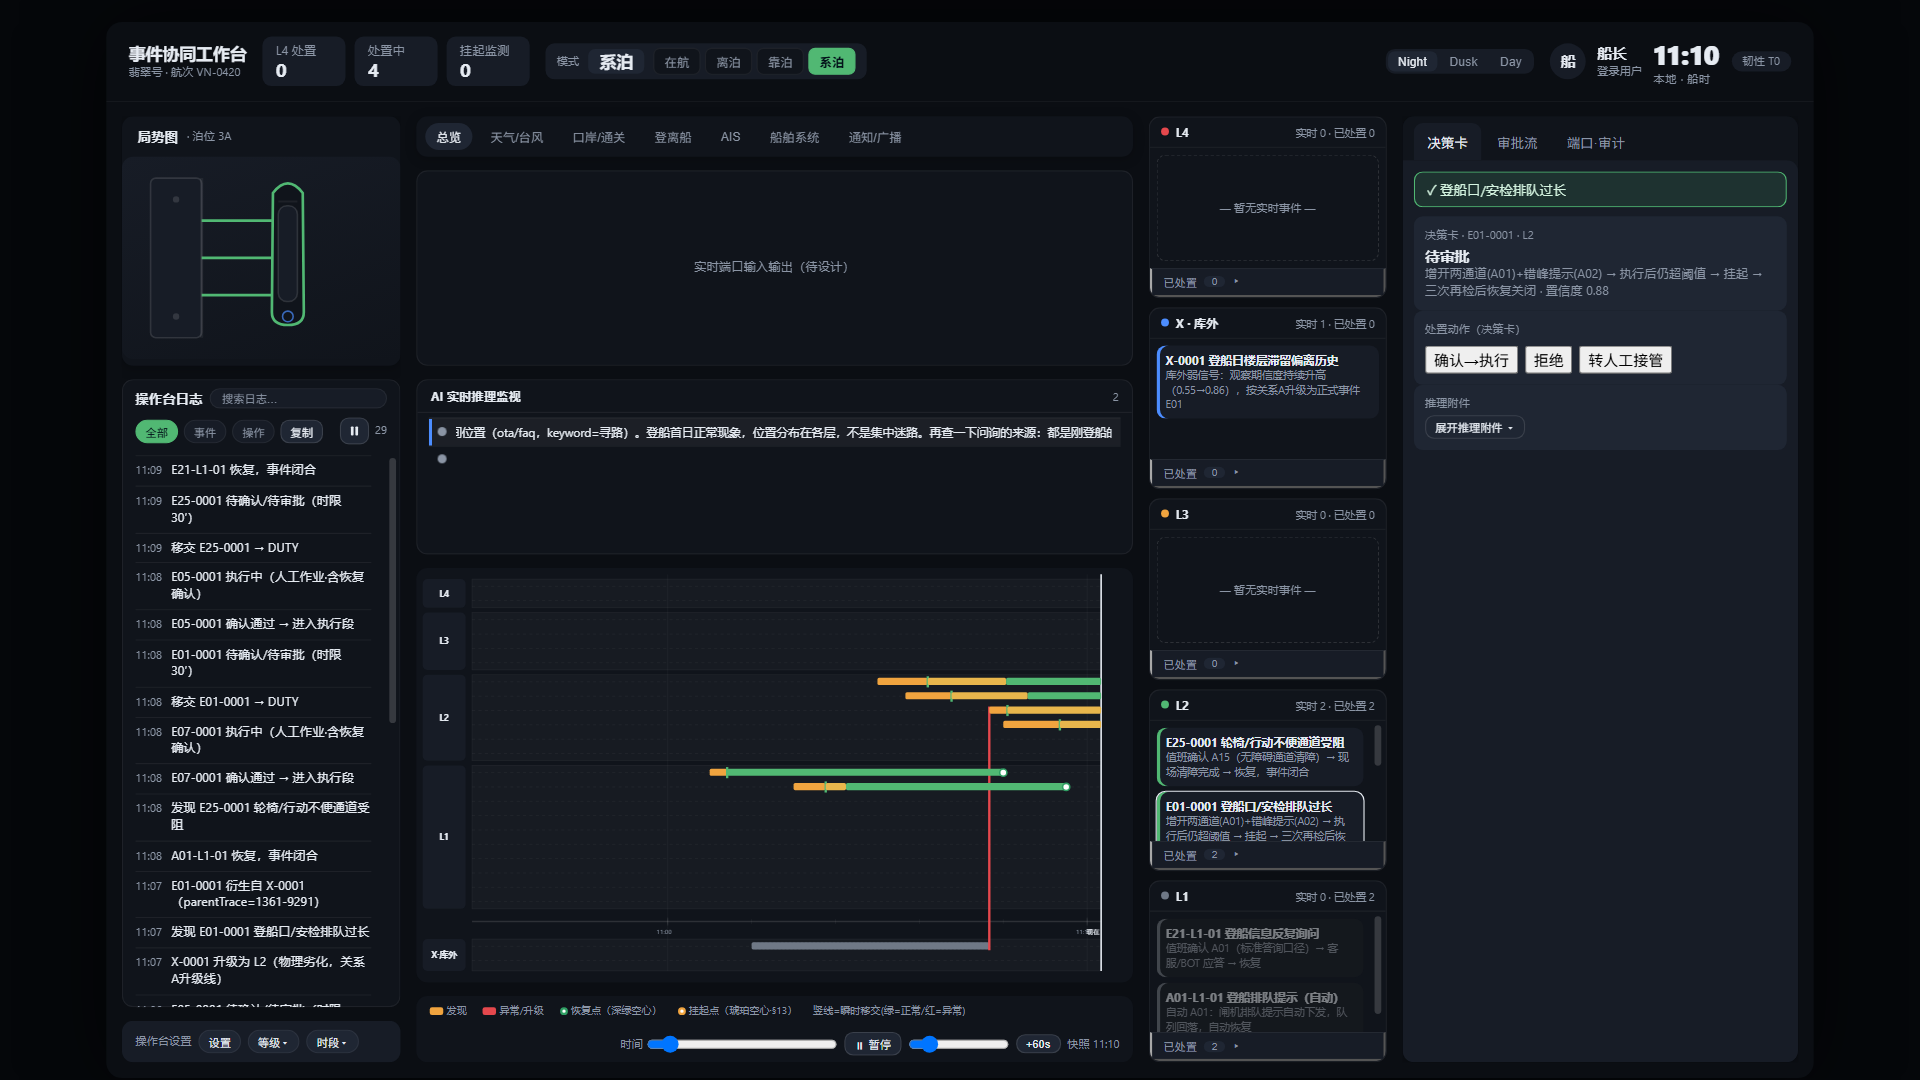 事件协同工作台
翡翠号 · 航次 VN-0420
L4 处置
0
处置中
4
挂起监测
0
模式
系泊
在航
离泊
靠泊
系泊
Night
Dusk
Day
船
船长
登录用户
11:10
本地 · 船时
韧性 T0
局势图 · 泊位 3A
操作台日志
搜索日志...
全部
事件
操作
复制
29
11:09 E21-L1-01 恢复，事件闭合
11:09 E25-0001 待确认/待审批（时限
30'）
11:09 移交 E25-0001 → DUTY
11:08 E05-0001 执行中（人工作业·含恢复
确认）
11:08 E05-0001 确认通过 → 进入执行段
11:08 E01-0001 待确认/待审批（时限
30'）
11:08 移交 E01-0001 → DUTY
11:08 E07-0001 执行中（人工作业·含恢复
确认）
11:08 E07-0001 确认通过 → 进入执行段
11:08 发现 E25-0001 轮椅/行动不便通道受
阻
11:08 A01-L1-01 恢复，事件闭合
11:07 E01-0001 衍生自 X-0001
（parentTrace=1361-9291）
11:07 发现 E01-0001 登船口/安检排队过长
11:07 X-0001 升级为 L2（物理劣化，关系
A升级线）
操作台设置
设置
等级
时段
总览
天气/台风
口岸/通关
登离船
AIS
船舶系统
通知/广播
实时端口输入输出（待设计）
AI 实时推理监视
2
位置（ota/faq，keyword=寻路）。登船首日正常现象，位置分布在各层，不是集中迷路。再查一下问询的来源：都是刚登船的
L4
L3
L2
L1
X·库外
11:00
现在
发现
异常/升级
恢复点（深绿空心）
挂起点（琥珀空心·§13）
竖线=瞬时移交(绿=正常/红=异常)
时间
暂停
+60s
快照 11:10
L4
实时 0 · 已处置 0
— 暂无实时事件 —
已处置 0
X · 库外
实时 1 · 已处置 0
X-0001 登船日楼层滞留偏离历史
库外弱信号：观察期信度持续升高
（0.55→0.86），按关系A升级为正式事件
E01
已处置 0
L3
实时 0 · 已处置 0
— 暂无实时事件 —
已处置 0
L2
实时 2 · 已处置 2
E25-0001 轮椅/行动不便通道受阻
值班确认 A15（无障碍通道清障）→ 现
场清障完成 → 恢复，事件闭合
E01-0001 登船口/安检排队过长
增开两通道(A01)+错峰提示(A02) → 执
行后仍超阈值 → 挂起 → 三次再检后恢
已处置 2
L1
实时 0 · 已处置 2
E21-L1-01 登船信息反复询问
值班确认 A01（标准答询口径）→ 客
服/BOT 应答 → 恢复
A01-L1-01 登船排队提示（自动）
自动 A01：闸机排队提示自动下发，队
列回落，自动恢复
已处置 2
决策卡
审批流
端口·审计
✓ 登船口/安检排队过长
决策卡 · E01-0001 · L2
待审批
增开两通道(A01)+错峰提示(A02) → 执行后仍超阈值 → 挂起 →
三次再检后恢复关闭 · 置信度 0.88
处置动作（决策卡）
确认→执行
拒绝
转人工接管
推理附件
展开推理附件